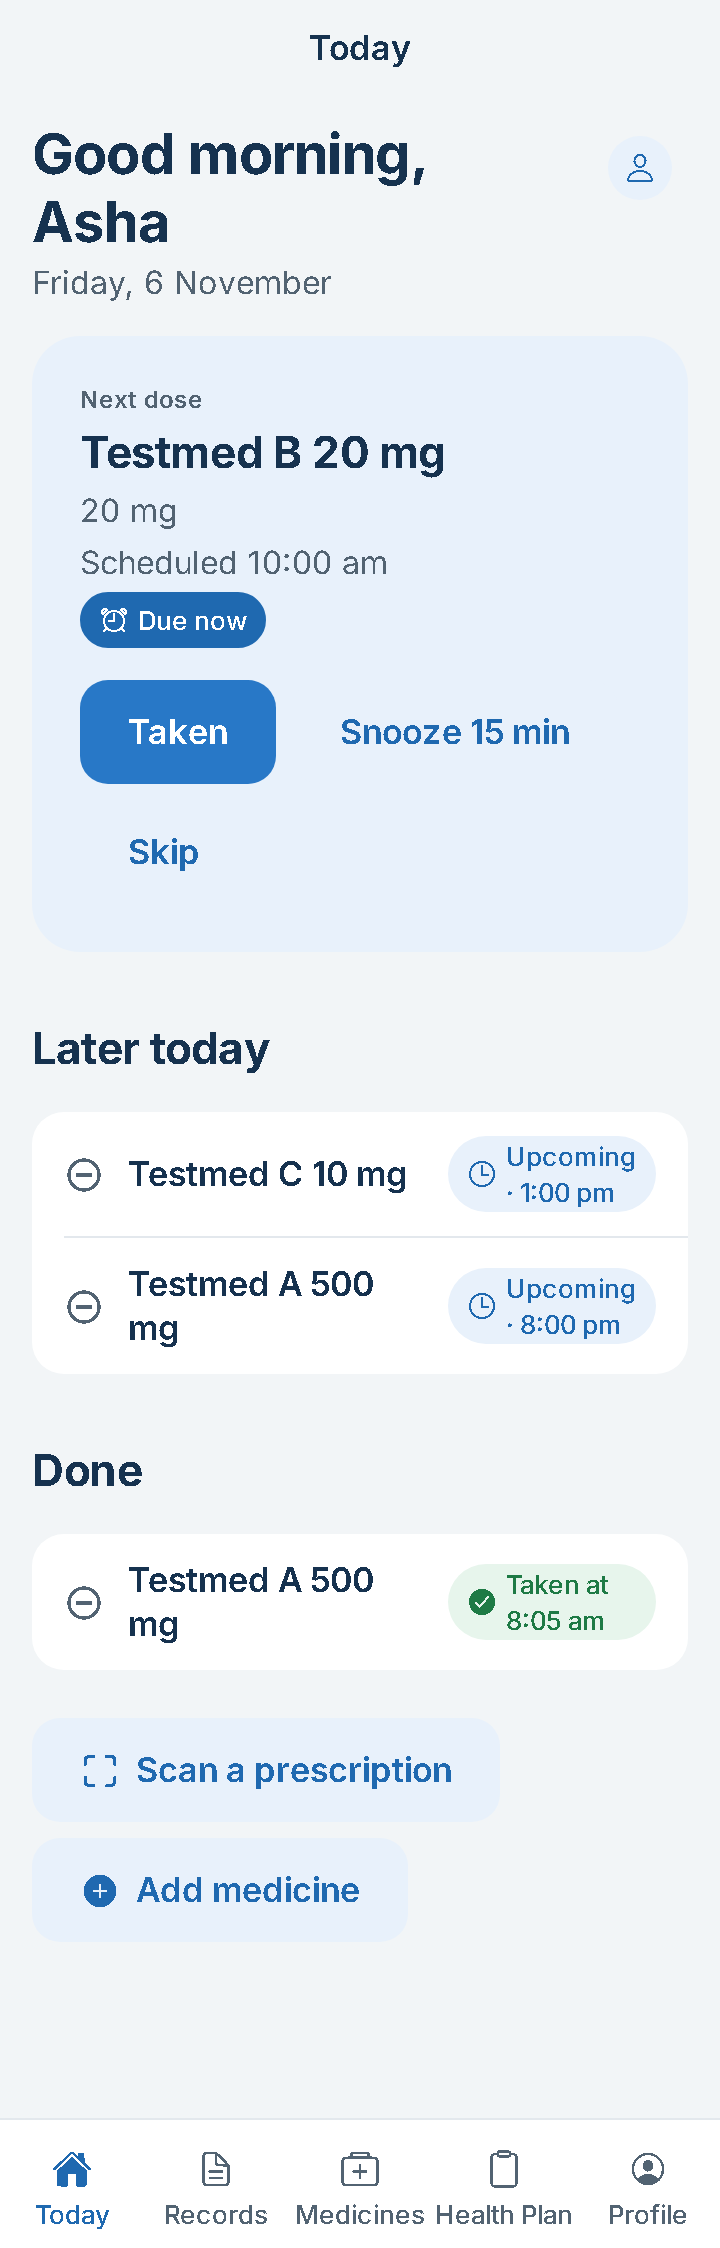 Today
Good morning,
Asha
Friday, 6 November
Next dose
Testmed B 20 mg
20 mg
Scheduled 10:00 am
Due now
Taken
Snooze 15 min
Skip
Later today
Testmed C 10 mg
Upcoming
· 1:00 pm
Testmed A 500
mg
Upcoming
· 8:00 pm
Done
Testmed A 500
mg
Taken at
8:05 am
Scan a prescription
Add medicine
Today
Records
Medicines
Health Plan
Profile